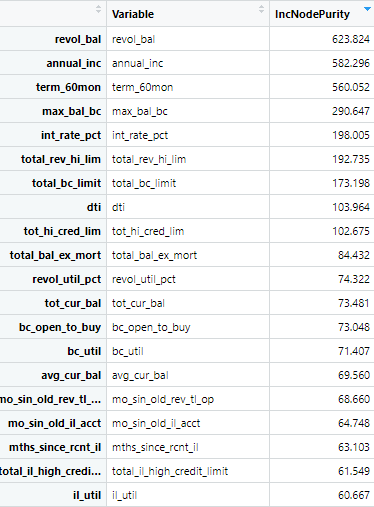 Variable IncNodePurity
revol_bal revol_bal 623.824
annual_inc annual_inc 582.296
term_60mon term_60mon 560.052
max_bal_bc max_bal_bc 290.647
int_rate_pct int_rate_pct 198.005
total_rev_hi_lim total_rev_hi_lim 192.735
total_bc_limit total_bc_limit 173.198
dti dti 103.964
tot_hi_cred_lim tot_hi_cred_lim 102.675
total_bal_ex_mort total_bal_ex_mort 84.432
revol_util_pct revol_util_pct 74.322
tot_cur_bal tot_cur_bal 73.481
bc_open_to_buy bc_open_to_buy 73.048
bc_util bc_util 71.407
avg_cur_bal avg_cur_bal 69.560
mo_sin_old_rev_tl_... mo_sin_old_rev_tl_op 68.660
mo_sin_old_il_acct mo_sin_old_il_acct 64.748
mths_since_rcnt_il mths_since_rcnt_il 63.103
total_il_high_credi... total_il_high_credit_limit 61.549
il_util il_util 60.667